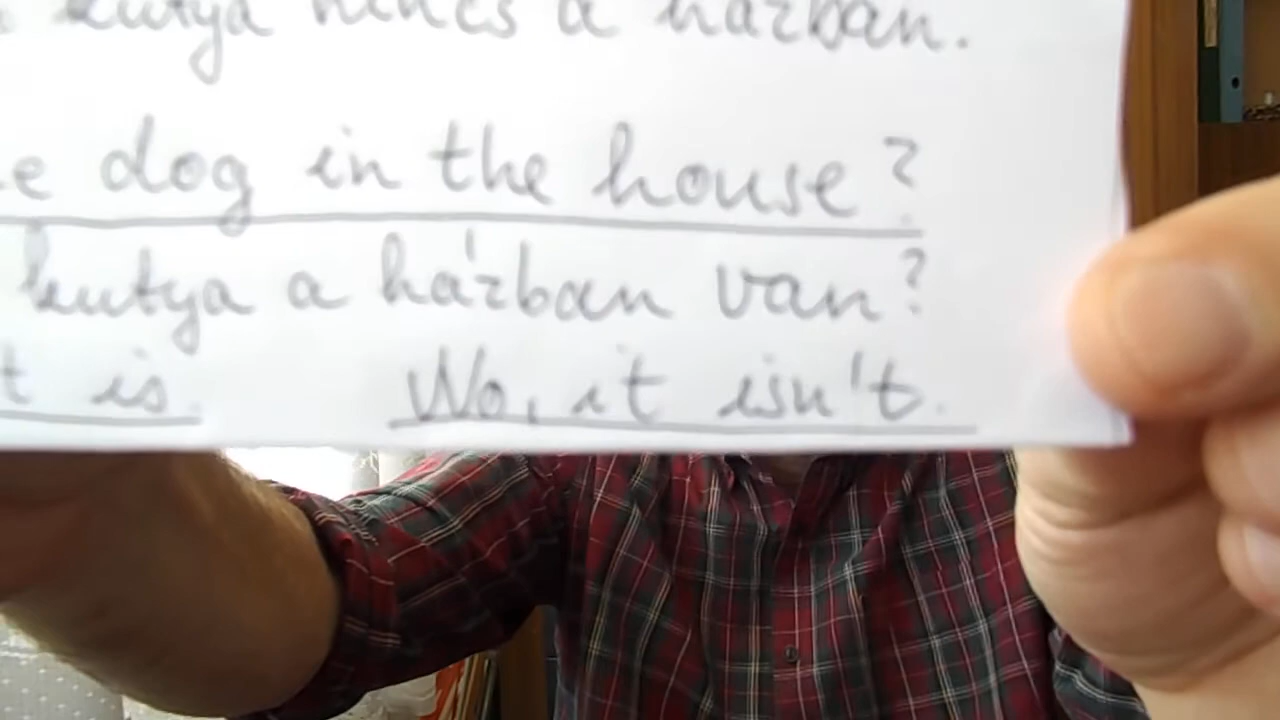 kutya nincs a házban.
e dog in the house?
kutya a házban van?
t is. No, it isn't.